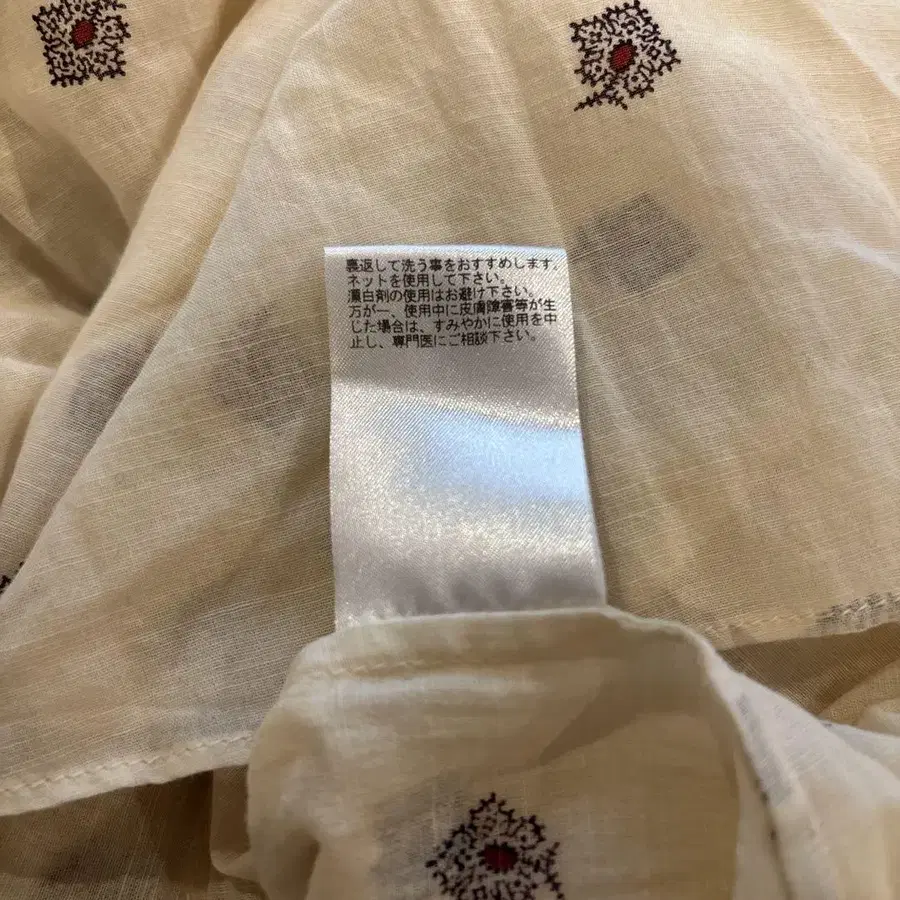 裏返して洗う事をおすすめします。
ネットを使用して下さい。
漂白剤の使用はお避け下さい。
万が一、使用中に皮膚障害等が生
じた場合は、すみやかに使用を中
止し、専門医にご相談下さい。